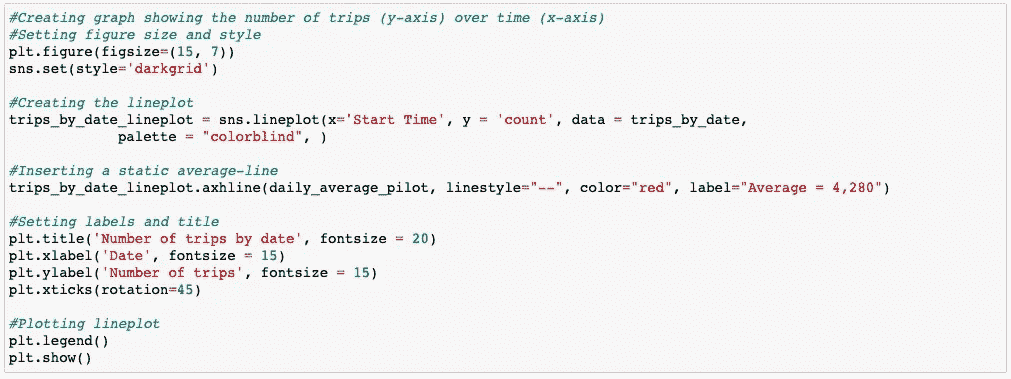 #Creating graph showing the number of trips (y-axis) over time (x-axis)
#Setting figure size and style
plt.figure(figsize=(15, 7))
sns.set(style='darkgrid')
#Creating the lineplot
trips_by_date_lineplot = sns.lineplot(x='Start Time', y = 'count', data = trips_by_date,
            palette = "colorblind", )
#Inserting a static average-line
trips_by_date_lineplot.axhline(daily_average_pilot, linestyle="--", color="red", label="Average = 4,280")
#Setting labels and title
plt.title('Number of trips by date', fontsize = 20)
plt.xlabel('Date', fontsize = 15)
plt.ylabel('Number of trips', fontsize = 15)
plt.xticks(rotation=45)
#Plotting lineplot
plt.legend()
plt.show()